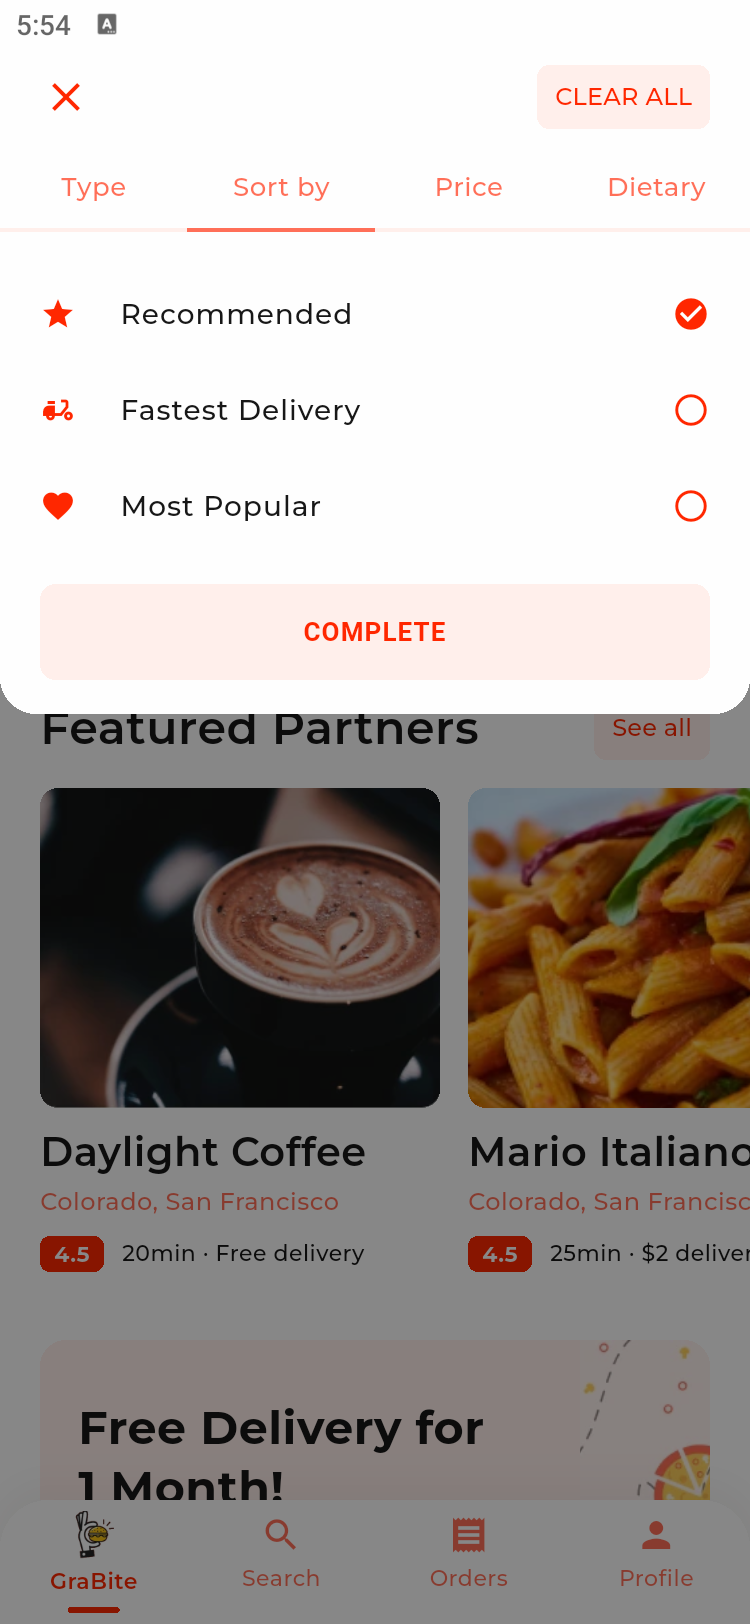 5:54
CLEAR ALL
Type Sort by Price Dietary
Recommended
Fastest Delivery
Most Popular
COMPLETE
Featured Partners See all
Daylight Coffee Mario Italiano
Colorado, San Francisco Colorado, San Francisc
4.5 20min · Free delivery 4.5 25min · $2 deliver
Free Delivery for
1 Month!
GraBite Search Orders Profile